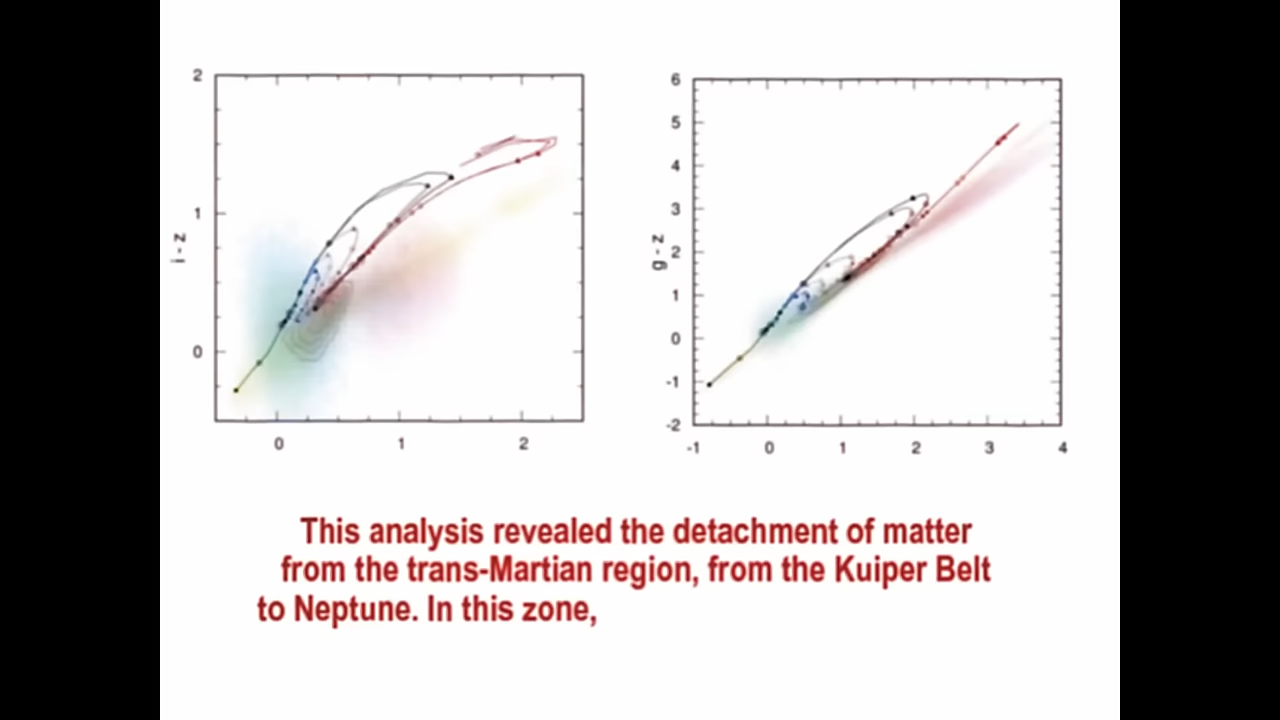 2
1
0
i - z
0 1 2
6
5
4
3
2
1
0
-1
-2
g - z
-1 0 1 2 3 4
This analysis revealed the detachment of matter
from the trans-Martian region, from the Kuiper Belt
to Neptune. In this zone,